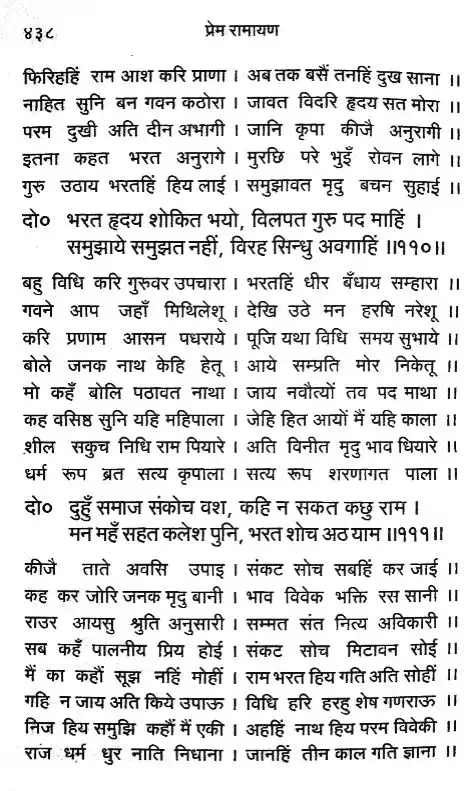 ४३८ प्रेम रामायण
फिरिहहिं राम आश करि प्राणा । अब तक बसैं तनहिं दुख साना ॥
नाहित सुनि बन गवन कठोरा । जावत विदरि हृदय सत मोरा ॥
परम दुखी अति दीन अभागी । जानि कृपा कीजै अनुरागी ॥
इतना कहत भरत अनुरागे । मुरछि परे भुइँ रोवन लागे ॥
गुरु उठाय भरतहिं हिय लाई । समुझावत मृदु बचन सुहाई ॥
दो० भरत हृदय शोकित भयो, विलपत गुरु पद माहिं ।
समुझाये समुझत नहीं, विरह सिन्धु अवगाहिं ॥११०॥
बहु विधि करि गुरुवर उपचारा । भरतहिं धीर बँधाय सम्हारा ॥
गवने आप जहाँ मिथिलेशू । देखि उठे मन हरषि नरेशू ॥
करि प्रणाम आसन पधराये । पूजि यथा विधि समय सुभाये ॥
बोले जनक नाथ केहि हेतू । आये सम्प्रति मोर निकेतू ॥
मो कहँ बोलि पठावत नाथा । जाय नवौत्यों तव पद माथा ॥
कह वसिष्ठ सुनि यहि महिपाला । जेहि हित आयों मैं यहि काला ॥
शील सकुच निधि राम पियारे । अति विनीत मृदु भाव धियारे ॥
धर्म रूप ब्रत सत्य कृपाला । सत्य रूप शरणागत पाला ॥
दो० दुहुँ समाज संकोच वश, कहि न सकत कछु राम ।
मन महँ सहत कलेश पुनि, भरत शोच अठ याम ॥१११॥
कीजै ताते अवसि उपाइ । संकट सोच सबहिं कर जाई ॥
कह कर जोरि जनक मृदु बानी । भाव विवेक भक्ति रस सानी ॥
राउर आयसु श्रुति अनुसारी । सम्मत संत नित्य अविकारी ॥
सब कहँ पालनीय प्रिय होई । संकट सोच मिटावन सोई ॥
मैं का कहौं सूझ नहिं मोहीं । राम भरत हिय गति अति सोहीं ॥
गहि न जाय अति किये उपाऊ । विधि हरि हरहु शेष गणराऊ ॥
निज हिय समुझि कहौं मैं एकी । अहहिं नाथ हिय परम विवेकी ॥
राज धर्म धुर नाति निधाना । जानहिं तीन काल गति ज्ञाना ॥